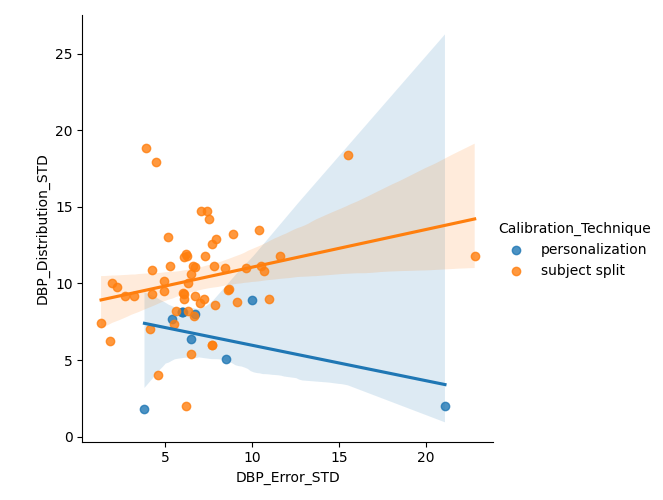 25
20
15
10
5
0
DBP_Distribution_STD
5
10
15
20
DBP_Error_STD
Calibration_Technique
personalization
subject split